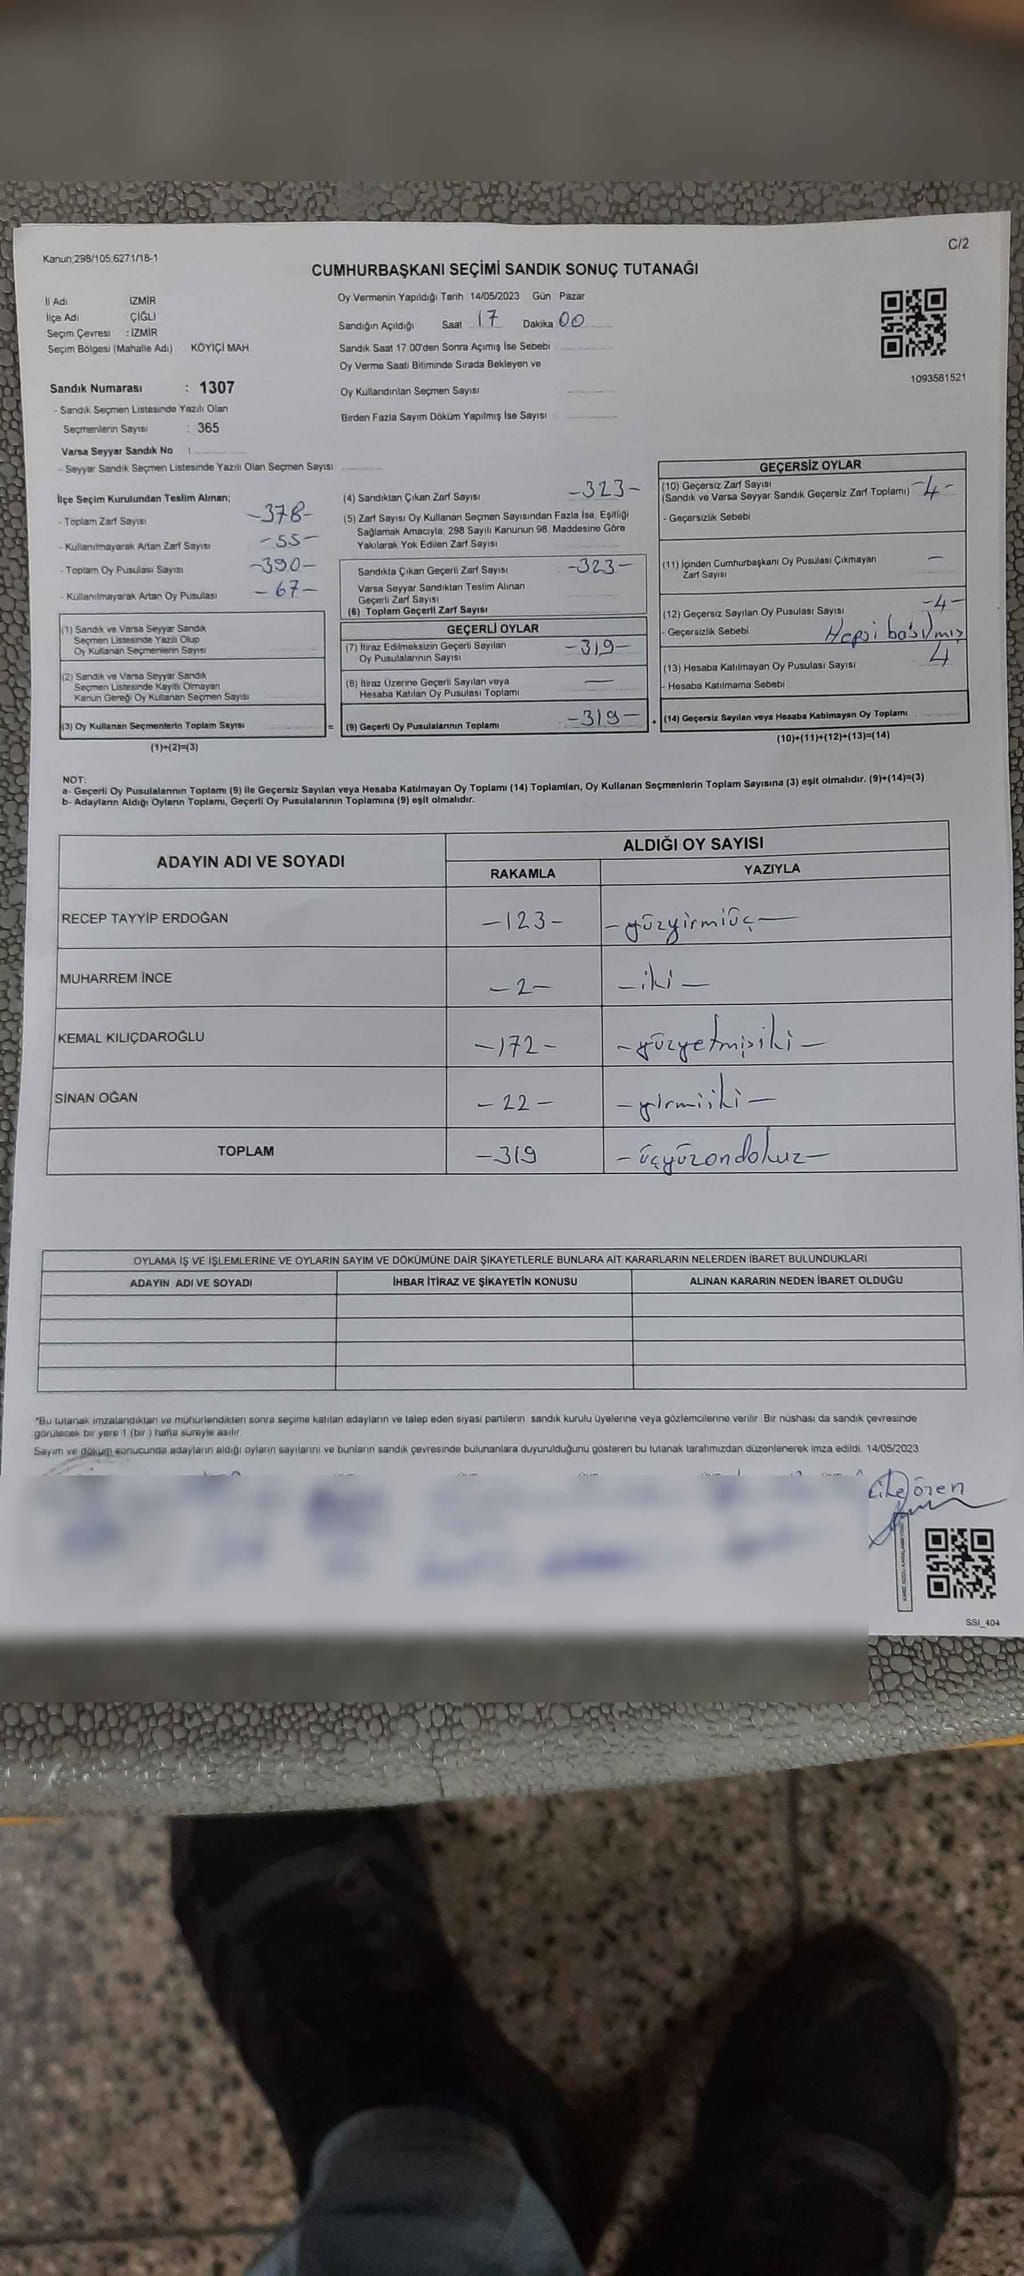 C/2
Kanun;298/105;6271/18-1
CUMHURBAŞKANI SEÇİMİ SANDIK SONUÇ TUTANAĞI
İl Adı İZMİR
İlçe Adı ÇİĞLİ
Seçim Çevresi : İZMİR
Seçim Bölgesi (Mahalle Adı) KÖYİÇİ MAH.
Oy Vermenin Yapıldığı Tarih 14/05/2023 Gün : Pazar
Sandığın Açıldığı Saat 17 Dakika 00
Sandık Saat 17.00'den Sonra Açımış İse Sebebi
Oy Verme Saati Bitiminde Sırada Bekleyen ve
Oy Kullandırılan Seçmen Sayısı
Birden Fazla Sayım Döküm Yapılmış İse Sayısı :
1093581521
Sandık Numarası : 1307
- Sandık Seçmen Listesinde Yazılı Olan
Seçmenlerin Sayısı : 365
Varsa Seyyar Sandık No :
- Seyyar Sandık Seçmen Listesinde Yazılı Olan Seçmen Sayısı
İlçe Seçim Kurulundan Teslim Alınan;
- Toplam Zarf Sayısı -378-
- Kullanılmayarak Artan Zarf Sayısı -55-
- Toplam Oy Pusulası Sayısı -390-
- Kullanılmayarak Artan Oy Pusulası -67-
(1) Sandık ve Varsa Seyyar Sandık
Seçmen Listesinde Yazılı Olup
Oy Kullanan Seçmenlerin Sayısı
(2) Sandık ve Varsa Seyyar Sandık
Seçmen Listesinde Kayıtlı Olmayan
Kanun Gereği Oy Kullanan Seçmen Sayısı
(3) Oy Kullanan Seçmenlerin Toplam Sayısı =
(1)+(2)=(3)
(4) Sandıktan Çıkan Zarf Sayısı -323-
(5) Zarf Sayısı Oy Kullanan Seçmen Sayısından Fazla İse, Eşitliği
Sağlamak Amacıyla, 298 Sayılı Kanunun 98. Maddesine Göre
Yakılarak Yok Edilen Zarf Sayısı
Sandıkta Çıkan Geçerli Zarf Sayısı -323-
Varsa Seyyar Sandıktan Teslim Alınan
Geçerli Zarf Sayısı
(6) Toplam Geçerli Zarf Sayısı
GEÇERLİ OYLAR
(7) İtiraz Edilmeksizin Geçerli Sayılan
Oy Pusulalarının Sayısı -319-
(8) İtiraz Üzerine Geçerli Sayılan veya
Hesaba Katılan Oy Pusulası Toplamı —
(9) Geçerli Oy Pusulalarının Toplamı -319-
GEÇERSİZ OYLAR
(10) Geçersiz Zarf Sayısı
(Sandık ve Varsa Seyyar Sandık Geçersiz Zarf Toplamı) -4-
- Geçersizlik Sebebi
(11) İçinden Cumhurbaşkanı Oy Pusulası Çıkmayan
Zarf Sayısı —
(12) Geçersiz Sayılan Oy Pusulası Sayısı -4-
- Geçersizlik Sebebi Hepsi basılmış
4
(13) Hesaba Katılmayan Oy Pusulası Sayısı
- Hesaba Katılmama Sebebi
(14) Geçersiz Sayılan veya Hesaba Katılmayan Oy Toplamı
(10)+(11)+(12)+(13)=(14)
NOT:
a- Geçerli Oy Pusulalarının Toplamı (9) ile Geçersiz Sayılan veya Hesaba Katılmayan Oy Toplamı (14) Toplamları, Oy Kullanan Seçmenlerin Toplam Sayısına (3) eşit olmalıdır. (9)+(14)=(3)
b- Adayların Aldığı Oyların Toplamı, Geçerli Oy Pusulalarının Toplamına (9) eşit olmalıdır.
ADAYIN ADI VE SOYADI ALDIĞI OY SAYISI
RAKAMLA YAZIYLA
RECEP TAYYİP ERDOĞAN -123- -yüzyirmiüç-
MUHARREM İNCE -2- -iki-
KEMAL KILIÇDAROĞLU -172- -yüzyetmişiki-
SİNAN OĞAN -22- -yirmiiki-
TOPLAM -319 -üçyüzondokuz-
OYLAMA İŞ VE İŞLEMLERİNE VE OYLARIN SAYIM VE DÖKÜMÜNE DAİR ŞİKAYETLERLE BUNLARA AİT KARARLARIN NELERDEN İBARET BULUNDUKLARI
ADAYIN ADI VE SOYADI İHBAR İTİRAZ VE ŞİKAYETİN KONUSU ALINAN KARARIN NEDEN İBARET OLDUĞU
"Bu tutanak imzalandıktan ve mühürlendikten sonra seçime katılan adayların ve talep eden siyasi partilerin sandık kurulu üyelerine veya gözlemcilerine verilir. Bir nüshası da sandık çevresinde
görülecek bir yere 1 (bir) hafta süreyle asılır.
Sayım ve döküm sonucunda adayların aldığı oyların sayılarını ve bunların sandık çevresinde bulunanlara duyurulduğunu gösteren bu tutanak tarafımızdan düzenlenerek imza edildi. 14/05/2023
ören
SSI_404